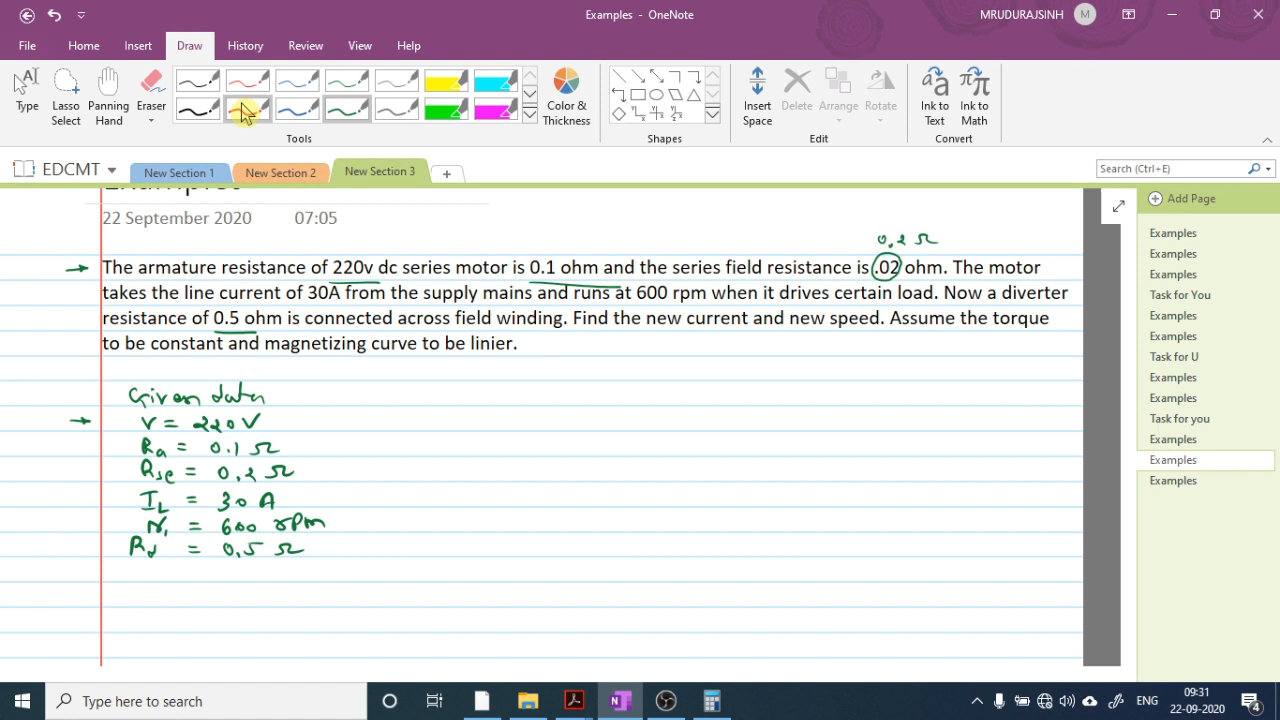 Examples - OneNote
MRUDURAJSINH
M
File Home Insert Draw History Review View Help
Type
Lasso Select
Panning Hand
Eraser
Color & Thickness
Insert Space
Delete
Arrange
Rotate
Ink to Text
Ink to Math
Tools
Shapes
Edit
Convert
EDCMT
New Section 1
New Section 2
New Section 3
Search (Ctrl+E)
Examples
22 September 2020 07:05
0.2 Ω
The armature resistance of 220v dc series motor is 0.1 ohm and the series field resistance is .02 ohm. The motor
takes the line current of 30A from the supply mains and runs at 600 rpm when it drives certain load. Now a diverter
resistance of 0.5 ohm is connected across field winding. Find the new current and new speed. Assume the torque
to be constant and magnetizing curve to be linier.
Given data
→ V = 220 V
Ra = 0.1 Ω
Rse = 0.2 Ω
IL = 30 A
N1 = 600 rpm
Rd = 0.5 Ω
Add Page
Examples
Examples
Examples
Task for You
Examples
Examples
Task for U
Examples
Examples
Task for you
Examples
Examples
Examples
Type here to search
ENG
09:31
22-09-2020
4